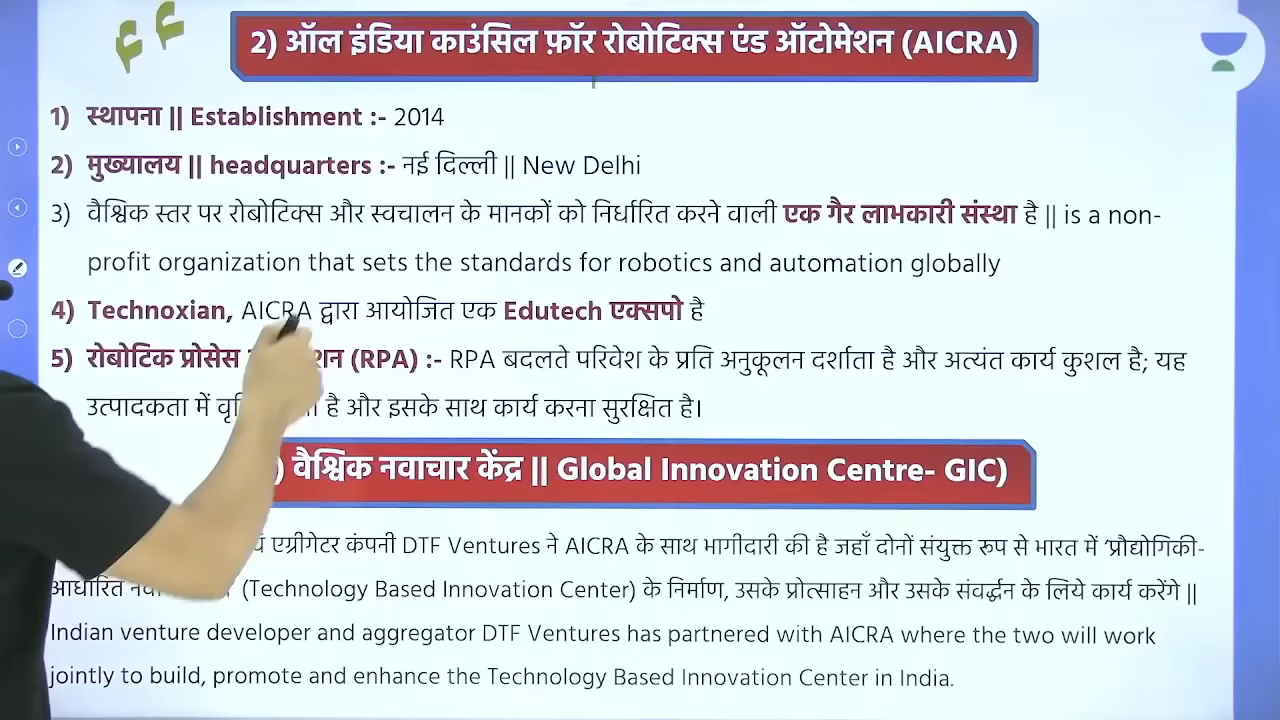 2) ऑल इंडिया काउंसिल फ़ॉर रोबोटिक्स एंड ऑटोमेशन (AICRA)
1) स्थापना || Establishment :- 2014
2) मुख्यालय || headquarters :- नई दिल्ली || New Delhi
3) वैश्विक स्तर पर रोबोटिक्स और स्वचालन के मानकों को निर्धारित करने वाली एक गैर लाभकारी संस्था है || is a non-
profit organization that sets the standards for robotics and automation globally
4) Technoxian, AICRA द्वारा आयोजित एक Edutech एक्सपो है
5) रोबोटिक प्रोसेस (RPA) :- RPA बदलते परिवेश के प्रति अनुकूलन दर्शाता है और अत्यंत कार्य कुशल है; यह
उत्पादकता में है और इसके साथ कार्य करना सुरक्षित है।
) वैश्विक नवाचार केंद्र || Global Innovation Centre- GIC)
एग्रीगेटर कंपनी DTF Ventures ने AICRA के साथ भागीदारी की है जहाँ दोनों संयुक्त रूप से भारत में ‘प्रौद्योगिकी-
आधारित (Technology Based Innovation Center) के निर्माण, उसके प्रोत्साहन और उसके संवर्द्धन के लिये कार्य करेंगे ||
Indian venture developer and aggregator DTF Ventures has partnered with AICRA where the two will work
jointly to build, promote and enhance the Technology Based Innovation Center in India.